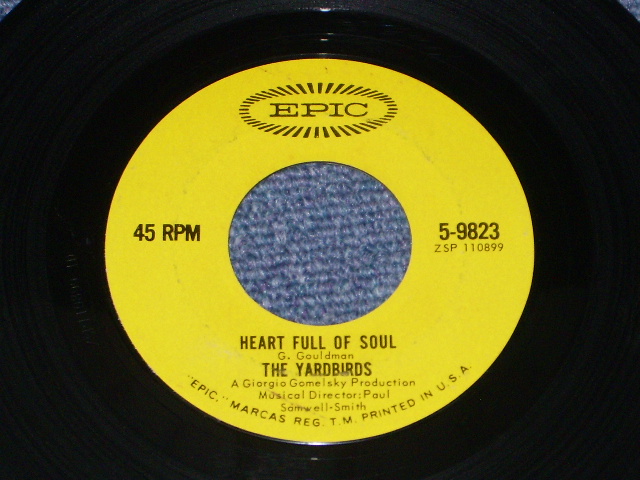 EPIC
45 RPM
5-9823
ZSP 110899
HEART FULL OF SOUL
G. Gouldman
THE YARDBIRDS
A Giorgio Gomelsky Production
Musical Director: Paul
Samwell-Smith
"EPIC," MARCAS REG. T.M. PRINTED IN U.S.A.